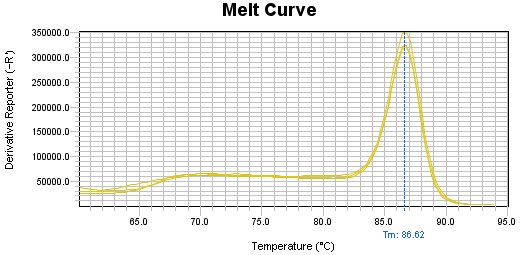 Melt Curve
Derivative Reporter (-R')
350000.0
300000.0
250000.0
200000.0
150000.0
100000.0
50000.0
65.0 70.0 75.0 80.0 85.0 90.0 95.0
Tm: 86.62
Temperature (°C)